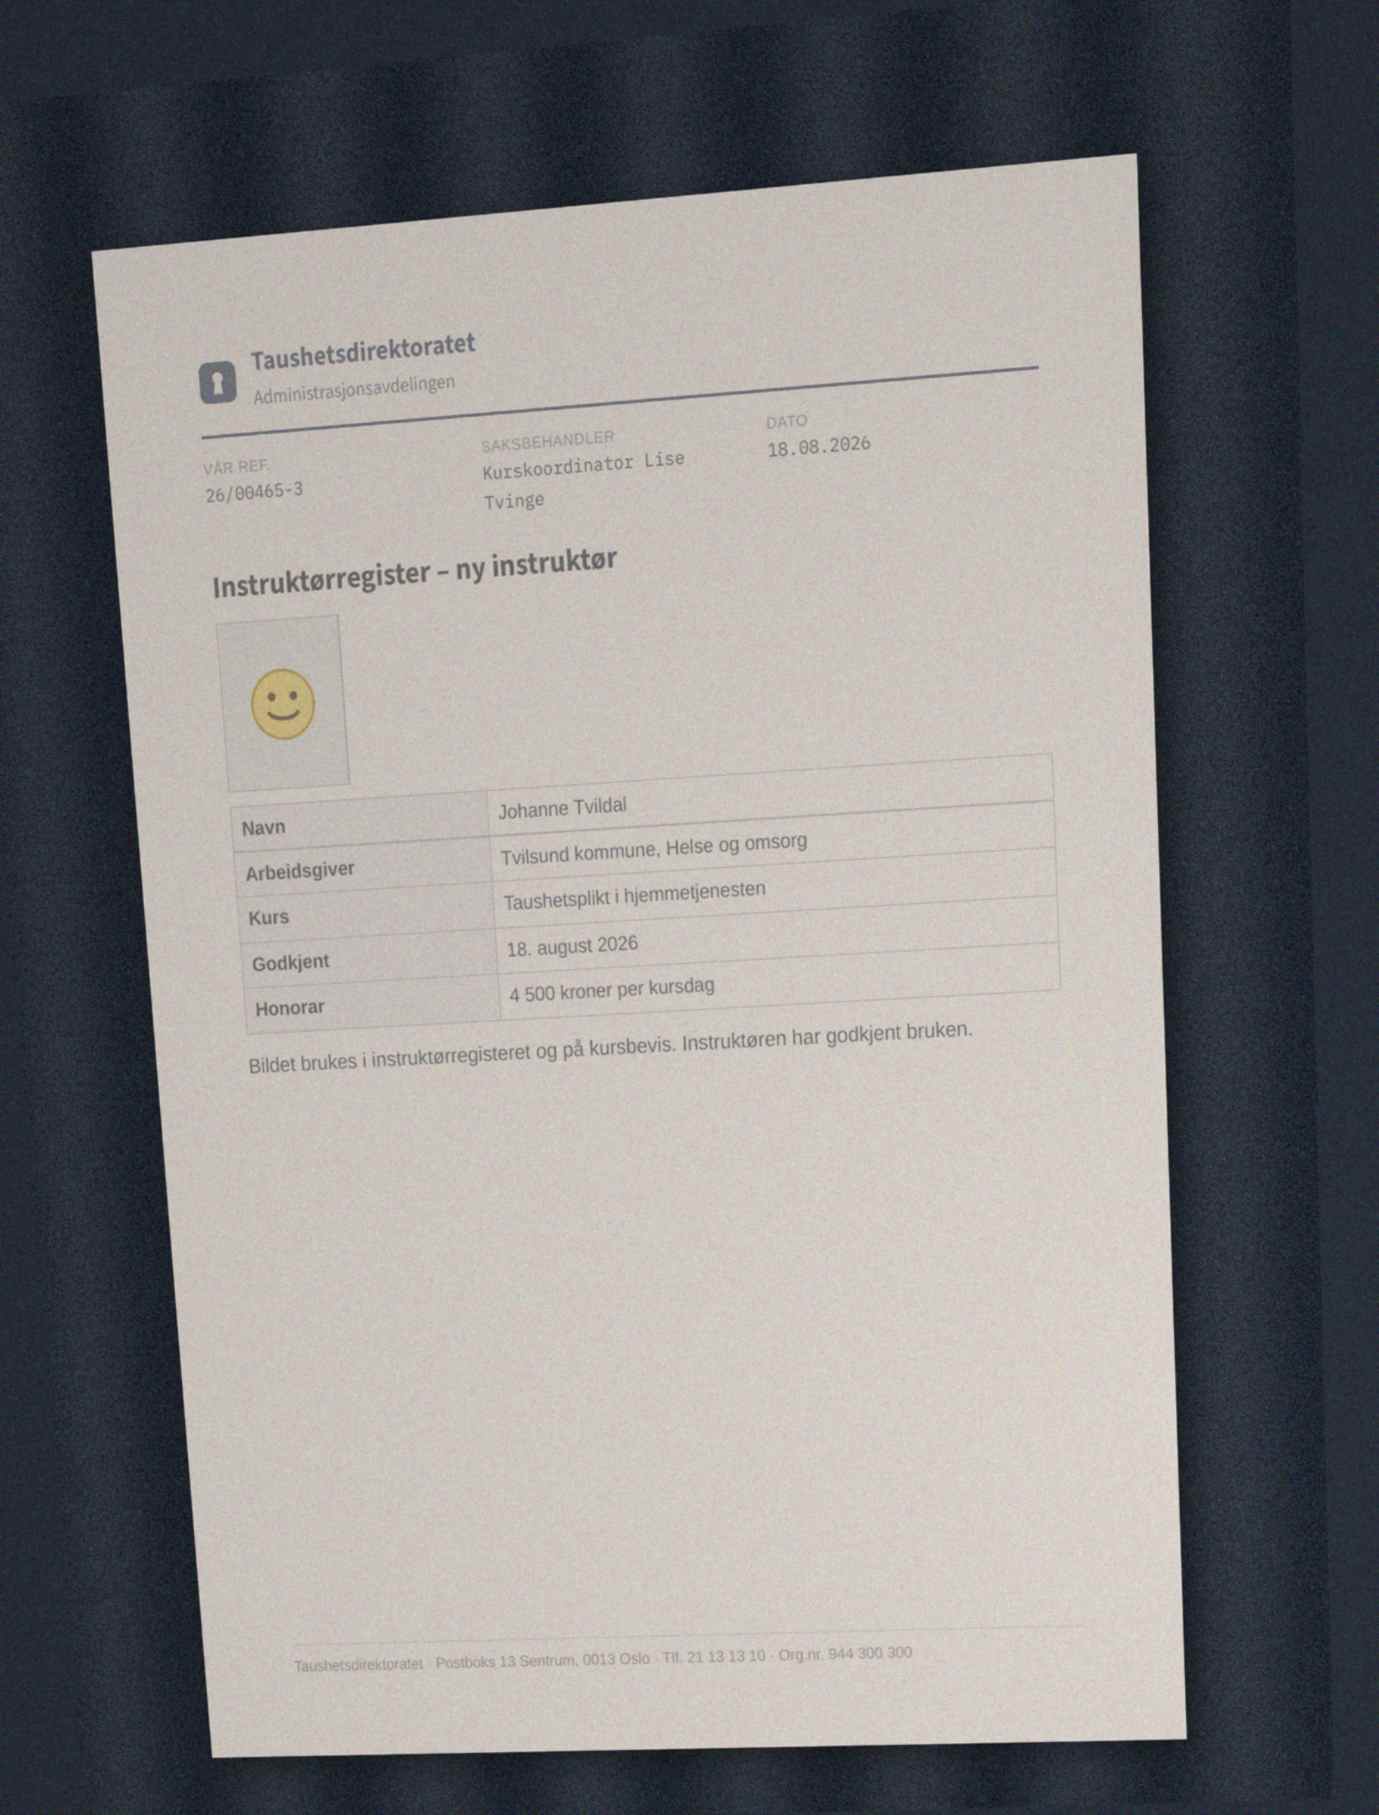 Taushetsdirektoratet
Administrasjonsavdelingen
VÅR REF.
26/00465-3
SAKSBEHANDLER
Kurskoordinator Lise
Tvinge
DATO
18.08.2026
Instruktørregister – ny instruktør
Navn Johanne Tvildal
Arbeidsgiver Tvilsund kommune, Helse og omsorg
Kurs Taushetsplikt i hjemmetjenesten
Godkjent 18. august 2026
Honorar 4 500 kroner per kursdag
Bildet brukes i instruktørregisteret og på kursbevis. Instruktøren har godkjent bruken.
Taushetsdirektoratet · Postboks 13 Sentrum, 0013 Oslo · Tlf. 21 13 13 10 · Org.nr. 944 300 300